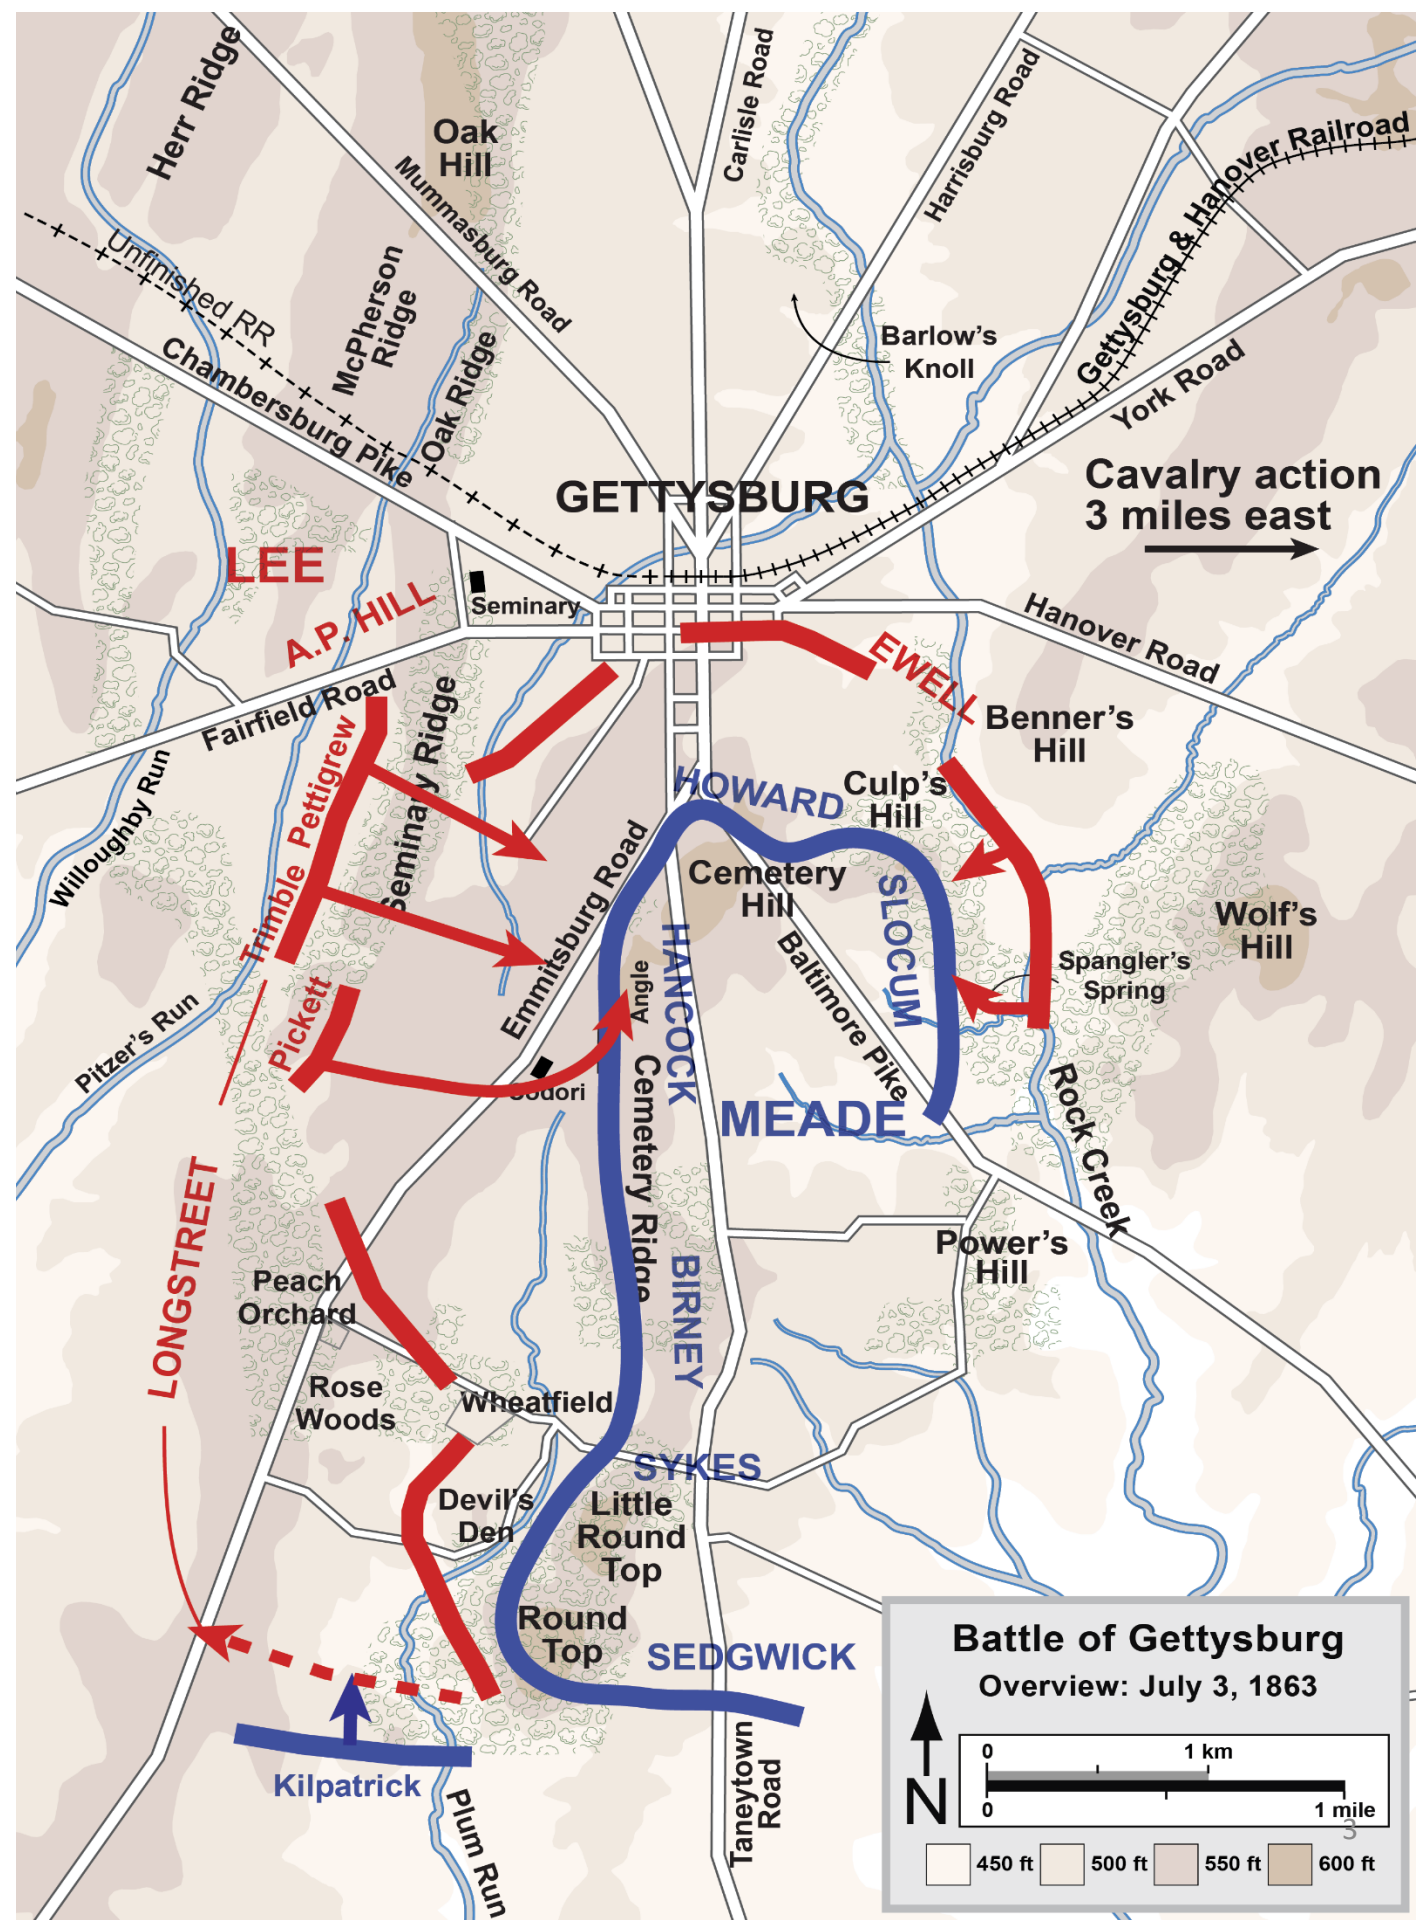 Herr Ridge
Oak
Hill
Carlisle Road
Harrisburg Road
Gettysburg & Hanover Railroad
Mummasburg Road
Unfinished RR
McPherson
Ridge
Oak Ridge
Chambersburg Pike
Barlow's
Knoll
York Road
GETTYSBURG
Cavalry action
3 miles east
LEE
A.P. HILL
Seminary
Hanover Road
EWELL
Fairfield Road
Seminary Ridge
Benner's
Hill
Willoughby Run
Pettigrew
Trimble
HOWARD
Culp's
Hill
Cemetery
Hill
SLOCUM
Wolf's
Hill
Emmitsburg Road
HANCOCK
Baltimore Pike
Spangler's
Spring
Angle
Pickett
Pitzer's Run
Codori
Cemetery Ridge
MEADE
Rock Creek
LONGSTREET
Power's
Hill
Peach
Orchard
BIRNEY
Rose
Woods
Wheatfield
SYKES
Devil's
Den
Little
Round
Top
Round
Top
SEDGWICK
Kilpatrick
Plum Run
Taneytown
Road
Battle of Gettysburg
Overview: July 3, 1863
N
0 1 km
0 1 mile
3
450 ft 500 ft 550 ft 600 ft